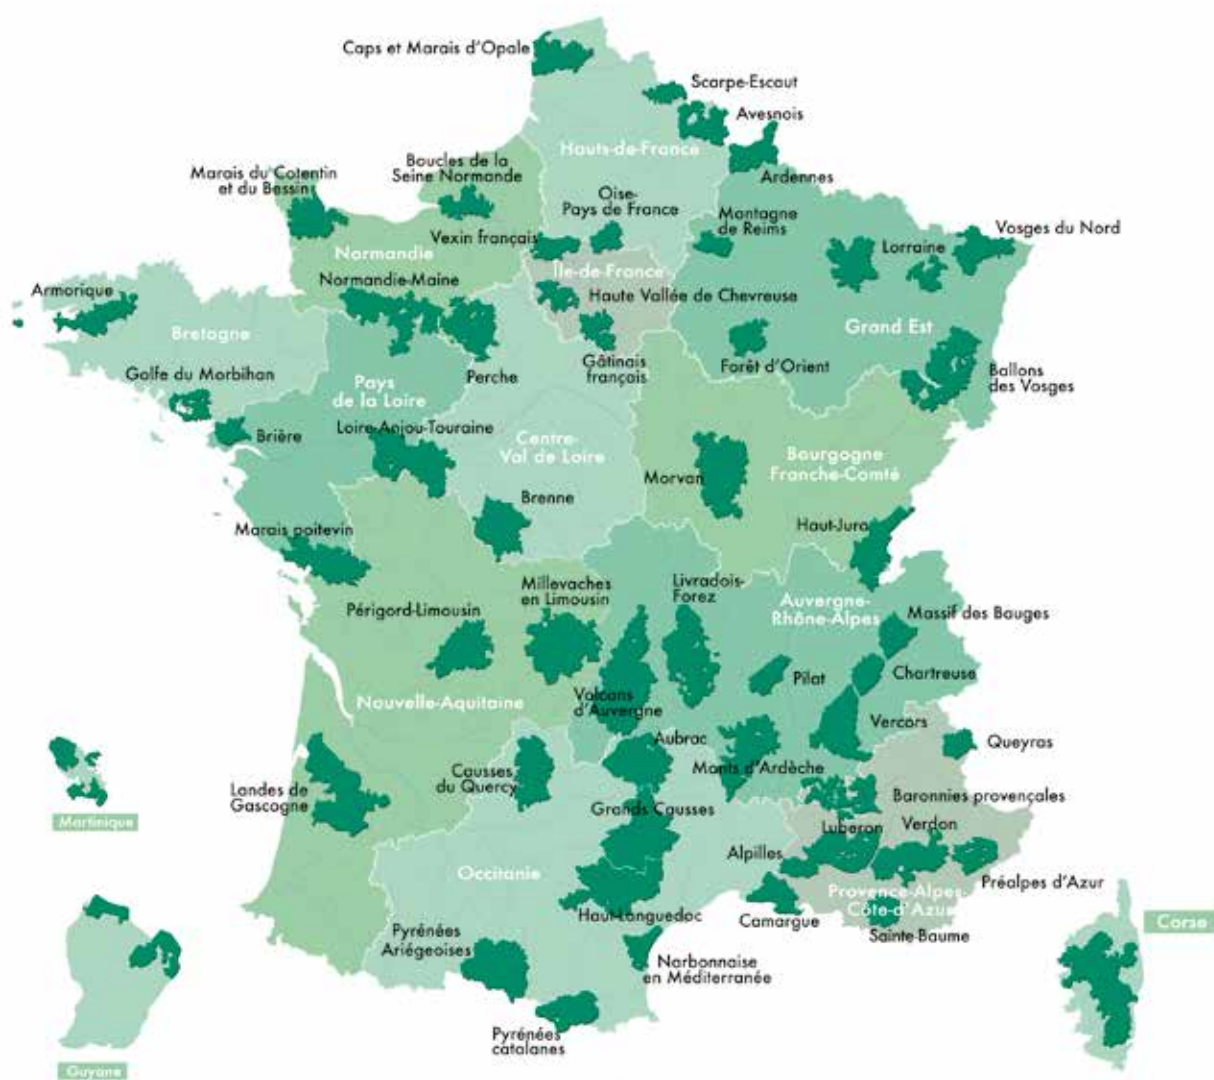 Caps et Marais d'Opale
Scarpe-Escaut
Avesnois
Hauts-de-France
Ardennes
Marais du Cotentin
et du Bessin
Boucles de la
Seine Normande
Oise-
Pays de France
Montagne
de Reims
Vosges du Nord
Lorraine
Vexin français
Normandie
Île-de-France
Normandie-Maine
Haute Vallée de Chevreuse
Armorique
Bretagne
Grand Est
Golfe du Morbihan
Perche
Gâtinais
français
Forêt d'Orient
Ballons
des Vosges
Pays
de la Loire
Brière
Loire-Anjou-Touraine
Centre-
Val de Loire
Bourgogne
Franche-Comté
Morvan
Brenne
Marais poitevin
Haut-Jura
Millevaches
en Limousin
Livradois-
Forez
Périgord-Limousin
Auvergne-
Rhône-Alpes
Massif des Bauges
Pilat
Chartreuse
Nouvelle-Aquitaine
Volcans
d'Auvergne
Vercors
Aubrac
Queyras
Monts d'Ardèche
Causses
du Quercy
Landes de
Gascogne
Martinique
Grands Causses
Baronnies provençales
Luberon
Verdon
Alpilles
Occitanie
Préalpes d'Azur
Provence-Alpes-
Côte-d'Azur
Haut-Languedoc
Camargue
Sainte-Baume
Corse
Pyrénées
Ariégeoises
Narbonnaise
en Méditerranée
Pyrénées
catalanes
Guyane